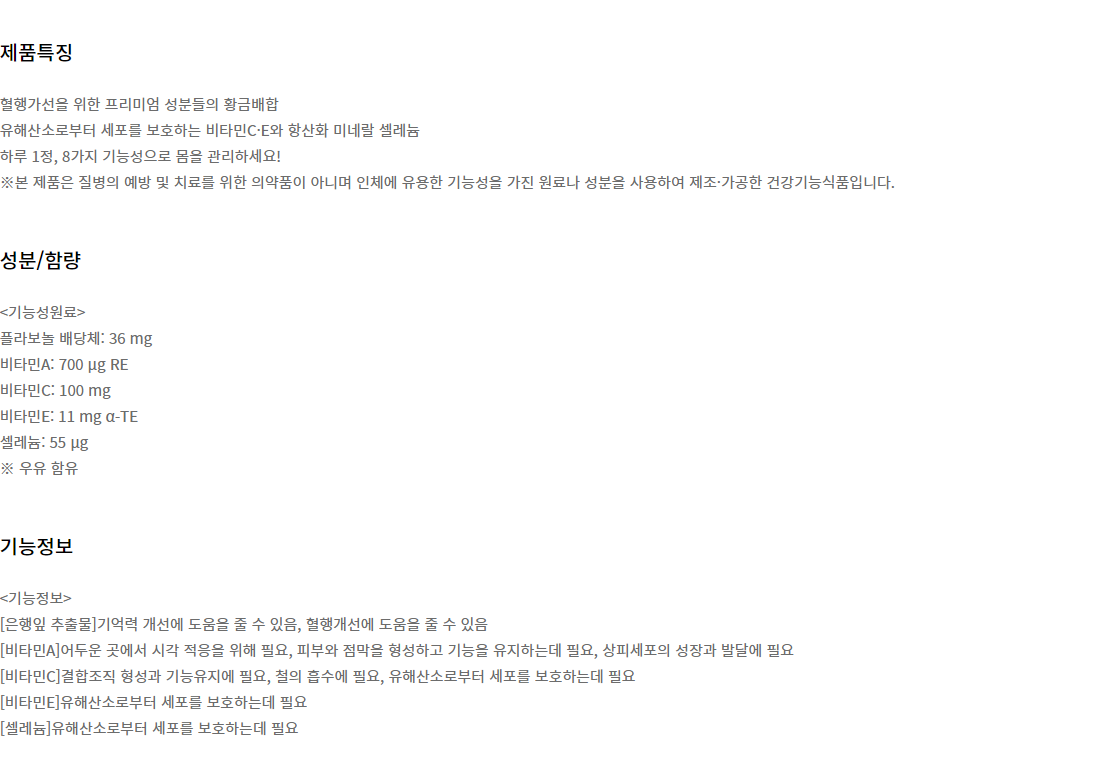 제품특징
혈행가선을 위한 프리미엄 성분들의 황금배합
유해산소로부터 세포를 보호하는 비타민C·E와 항산화 미네랄 셀레늄
하루 1정, 8가지 기능성으로 몸을 관리하세요!
※본 제품은 질병의 예방 및 치료를 위한 의약품이 아니며 인체에 유용한 기능성을 가진 원료나 성분을 사용하여 제조·가공한 건강기능식품입니다.
성분/함량
<기능성원료>
플라보놀 배당체: 36 mg
비타민A: 700 μg RE
비타민C: 100 mg
비타민E: 11 mg α-TE
셀레늄: 55 μg
※ 우유 함유
기능정보
<기능정보>
[은행잎 추출물]기억력 개선에 도움을 줄 수 있음, 혈행개선에 도움을 줄 수 있음
[비타민A]어두운 곳에서 시각 적응을 위해 필요, 피부와 점막을 형성하고 기능을 유지하는데 필요, 상피세포의 성장과 발달에 필요
[비타민C]결합조직 형성과 기능유지에 필요, 철의 흡수에 필요, 유해산소로부터 세포를 보호하는데 필요
[비타민E]유해산소로부터 세포를 보호하는데 필요
[셀레늄]유해산소로부터 세포를 보호하는데 필요